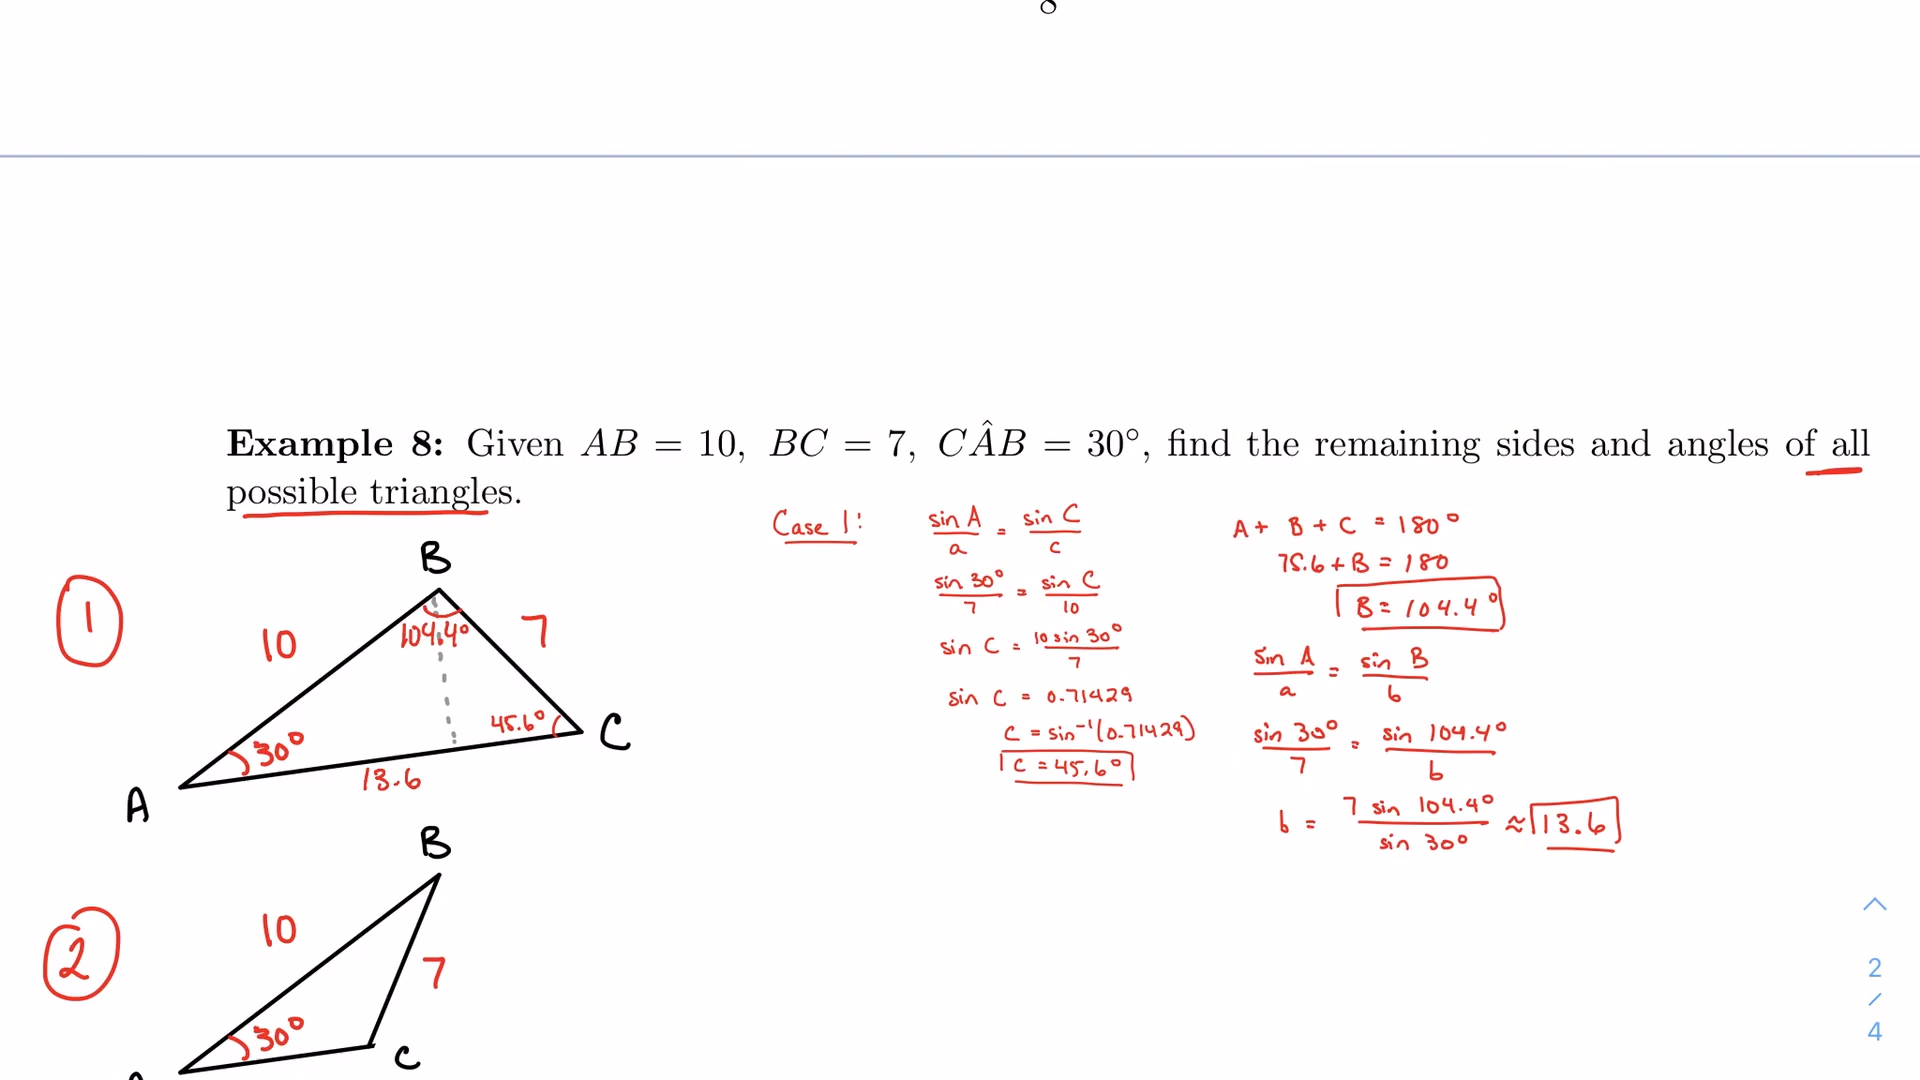 8
Example 8: Given AB = 10, BC = 7, CÂB = 30°, find the remaining sides and angles of all
possible triangles.
1
B
10
104.4°
7
30°
45.6°
C
13.6
A
Case 1:
sin A / a = sin C / c
sin 30° / 7 = sin C / 10
sin C = 10 sin 30° / 7
sin C = 0.71429
C = sin⁻¹(0.71429)
C = 45.6°
A + B + C = 180°
75.6 + B = 180
B = 104.4°
sin A / a = sin B / b
sin 30° / 7 = sin 104.4° / b
b = 7 sin 104.4° / sin 30° ≈ 13.6
2
B
10
7
30°
C
2
/
4